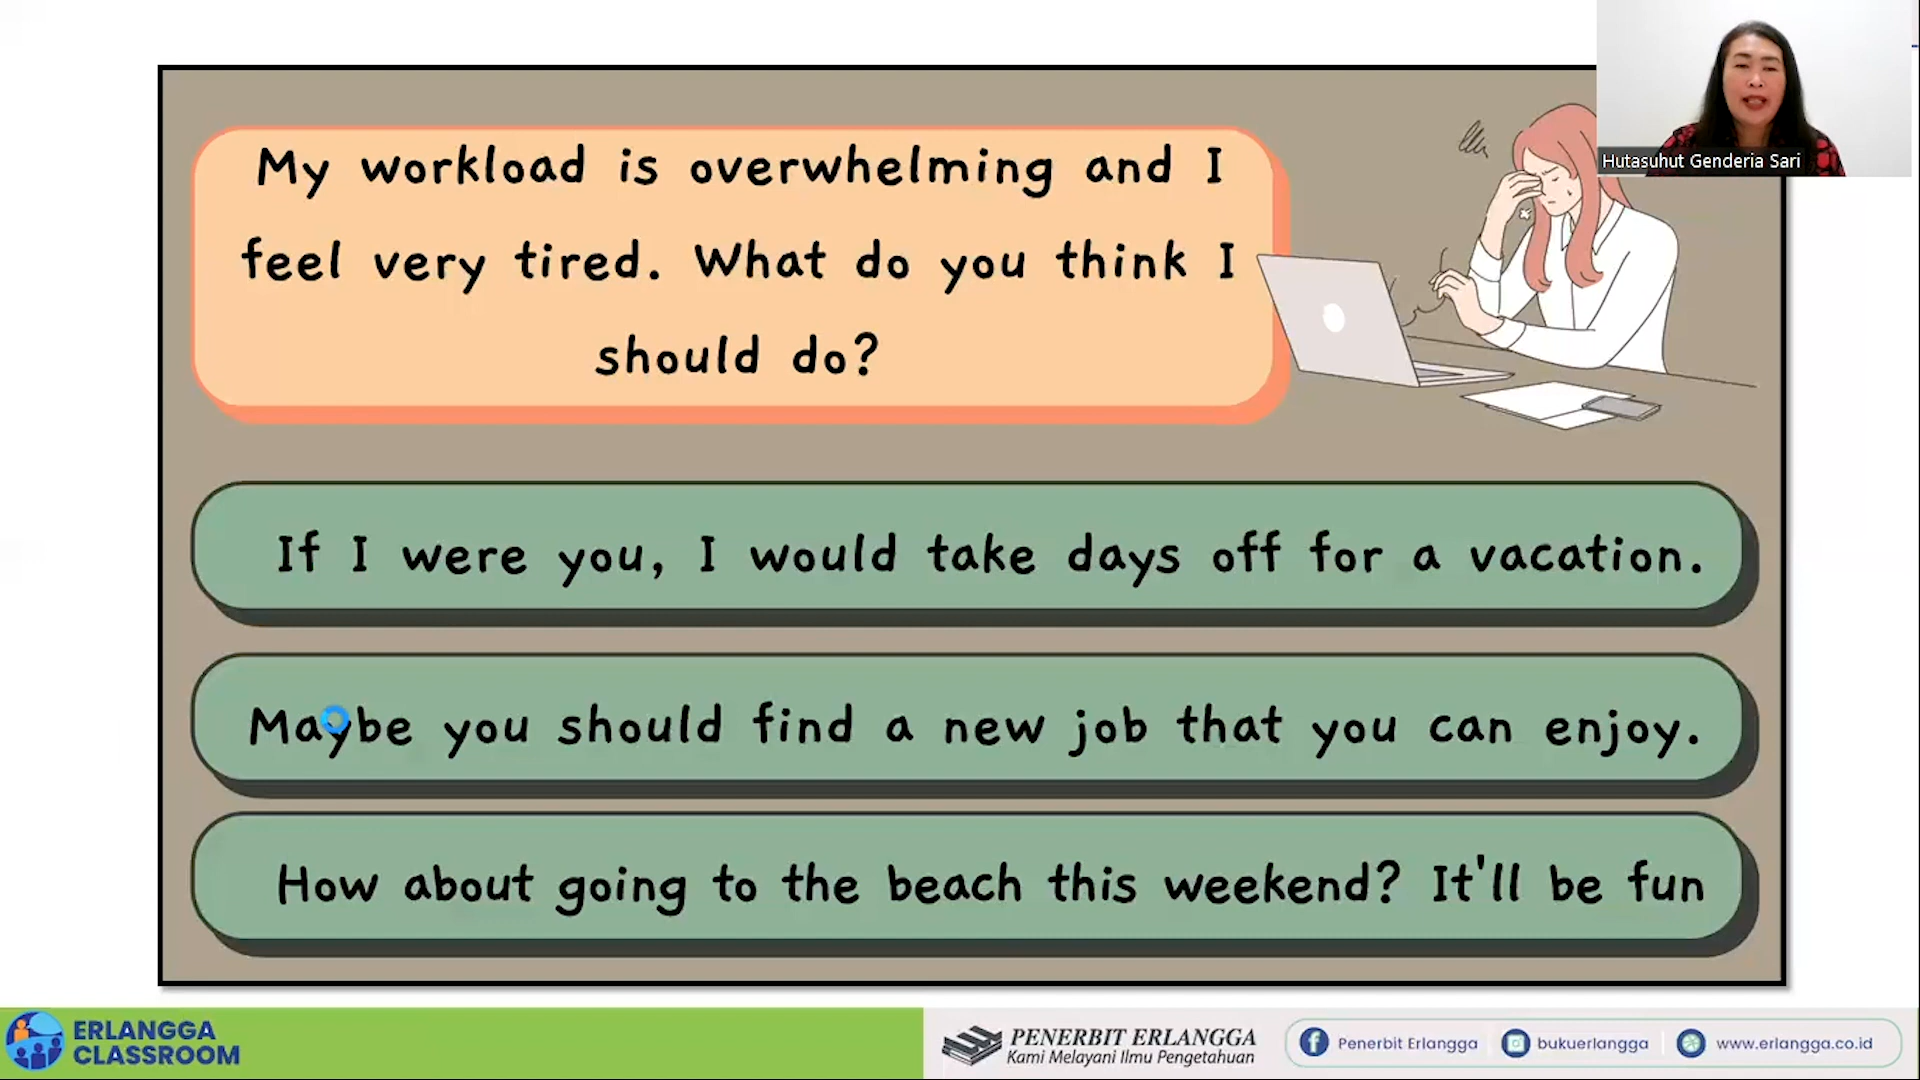 Hutasuhut Genderia Sari
My workload is overwhelming and I
feel very tired. What do you think I
should do?
If I were you, I would take days off for a vacation.
Maybe you should find a new job that you can enjoy.
How about going to the beach this weekend? It'll be fun
ERLANGGA
CLASSROOM
PENERBIT ERLANGGA
Kami Melayani Ilmu Pengetahuan
Penerbit Erlangga
bukuerlangga
www.erlangga.co.id